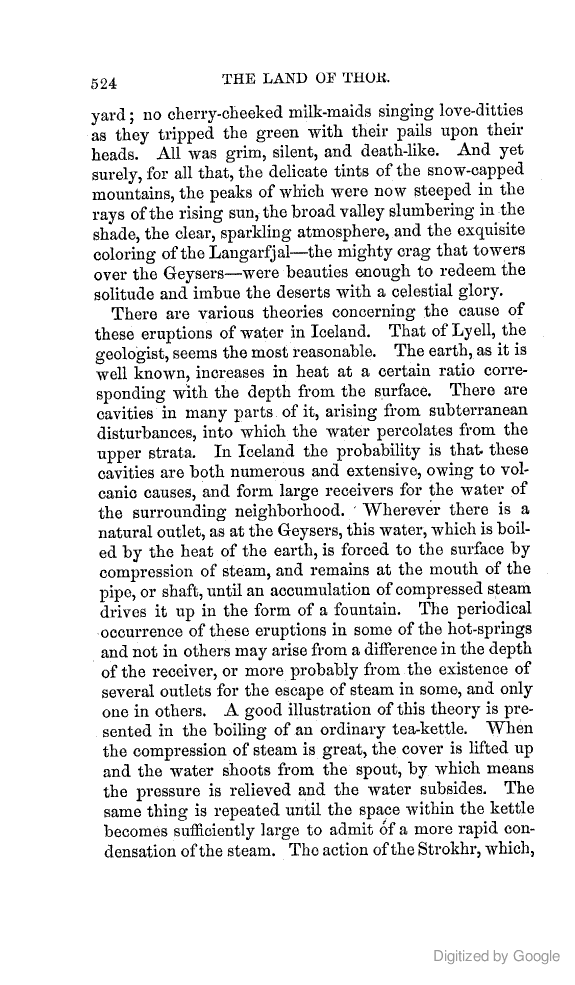 524 THE LAND OF THOR.
yard; no cherry-cheeked milk-maids singing love-ditties
as they tripped the green with their pails upon their
heads. All was grim, silent, and death-like. And yet
surely, for all that, the delicate tints of the snow-capped
mountains, the peaks of which were now steeped in the
rays of the rising sun, the broad valley slumbering in the
shade, the clear, sparkling atmosphere, and the exquisite
coloring of the Langarfjal—the mighty crag that towers
over the Geysers—were beauties enough to redeem the
solitude and imbue the deserts with a celestial glory.
There are various theories concerning the cause of
these eruptions of water in Iceland. That of Lyell, the
geologist, seems the most reasonable. The earth, as it is
well known, increases in heat at a certain ratio corre-
sponding with the depth from the surface. There are
cavities in many parts of it, arising from subterranean
disturbances, into which the water percolates from the
upper strata. In Iceland the probability is that these
cavities are both numerous and extensive, owing to vol-
canic causes, and form large receivers for the water of
the surrounding neighborhood. Wherever there is a
natural outlet, as at the Geysers, this water, which is boil-
ed by the heat of the earth, is forced to the surface by
compression of steam, and remains at the mouth of the
pipe, or shaft, until an accumulation of compressed steam
drives it up in the form of a fountain. The periodical
occurrence of these eruptions in some of the hot-springs
and not in others may arise from a difference in the depth
of the receiver, or more probably from the existence of
several outlets for the escape of steam in some, and only
one in others. A good illustration of this theory is pre-
sented in the boiling of an ordinary tea-kettle. When
the compression of steam is great, the cover is lifted up
and the water shoots from the spout, by which means
the pressure is relieved and the water subsides. The
same thing is repeated until the space within the kettle
becomes sufficiently large to admit of a more rapid con-
densation of the steam. The action of the Strokhr, which,
Digitized by Google